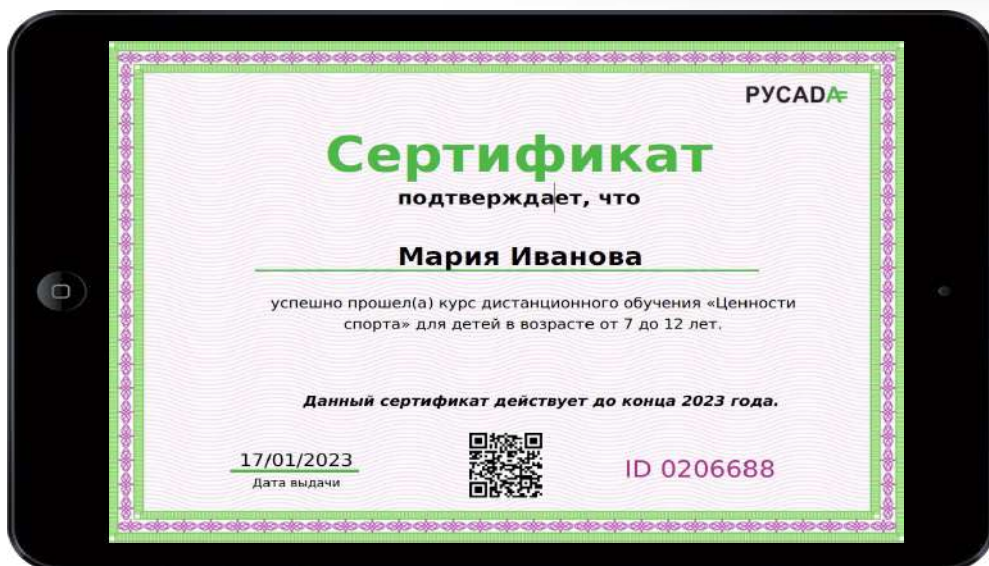 РУСАДА
Сертификат
подтверждает, что
Мария Иванова
успешно прошел(а) курс дистанционного обучения «Ценности
спорта» для детей в возрасте от 7 до 12 лет.
Данный сертификат действует до конца 2023 года.
17/01/2023
Дата выдачи
ID 0206688